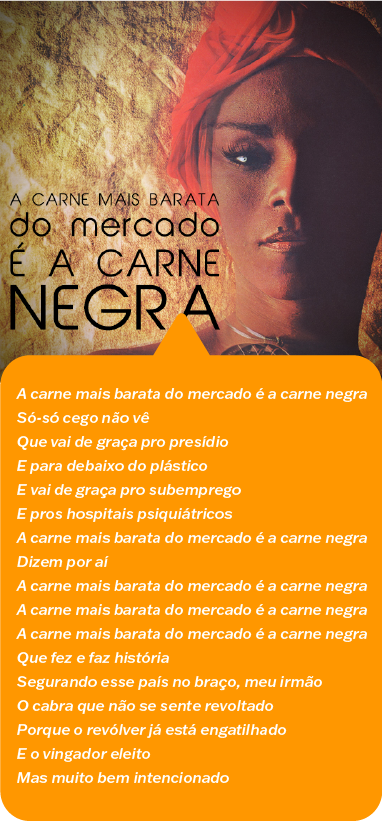 A CARNE MAIS BARATA
do mercado
É A CARNE
NEGRA
A carne mais barata do mercado é a carne negra
Só-só cego não vê
Que vai de graça pro presídio
E para debaixo do plástico
E vai de graça pro subemprego
E pros hospitais psiquiátricos
A carne mais barata do mercado é a carne negra
Dizem por aí
A carne mais barata do mercado é a carne negra
A carne mais barata do mercado é a carne negra
A carne mais barata do mercado é a carne negra
Que fez e faz história
Segurando esse país no braço, meu irmão
O cabra que não se sente revoltado
Porque o revólver já está engatilhado
E o vingador eleito
Mas muito bem intencionado